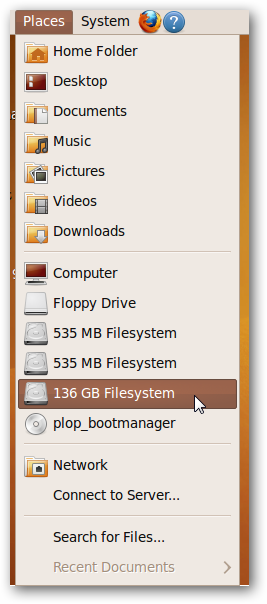 Places System
Home Folder
Desktop
Documents
Music
Pictures
Videos
Downloads
Computer
Floppy Drive
535 MB Filesystem
535 MB Filesystem
136 GB Filesystem
plop_bootmanager
Network
Connect to Server...
Search for Files...
Recent Documents